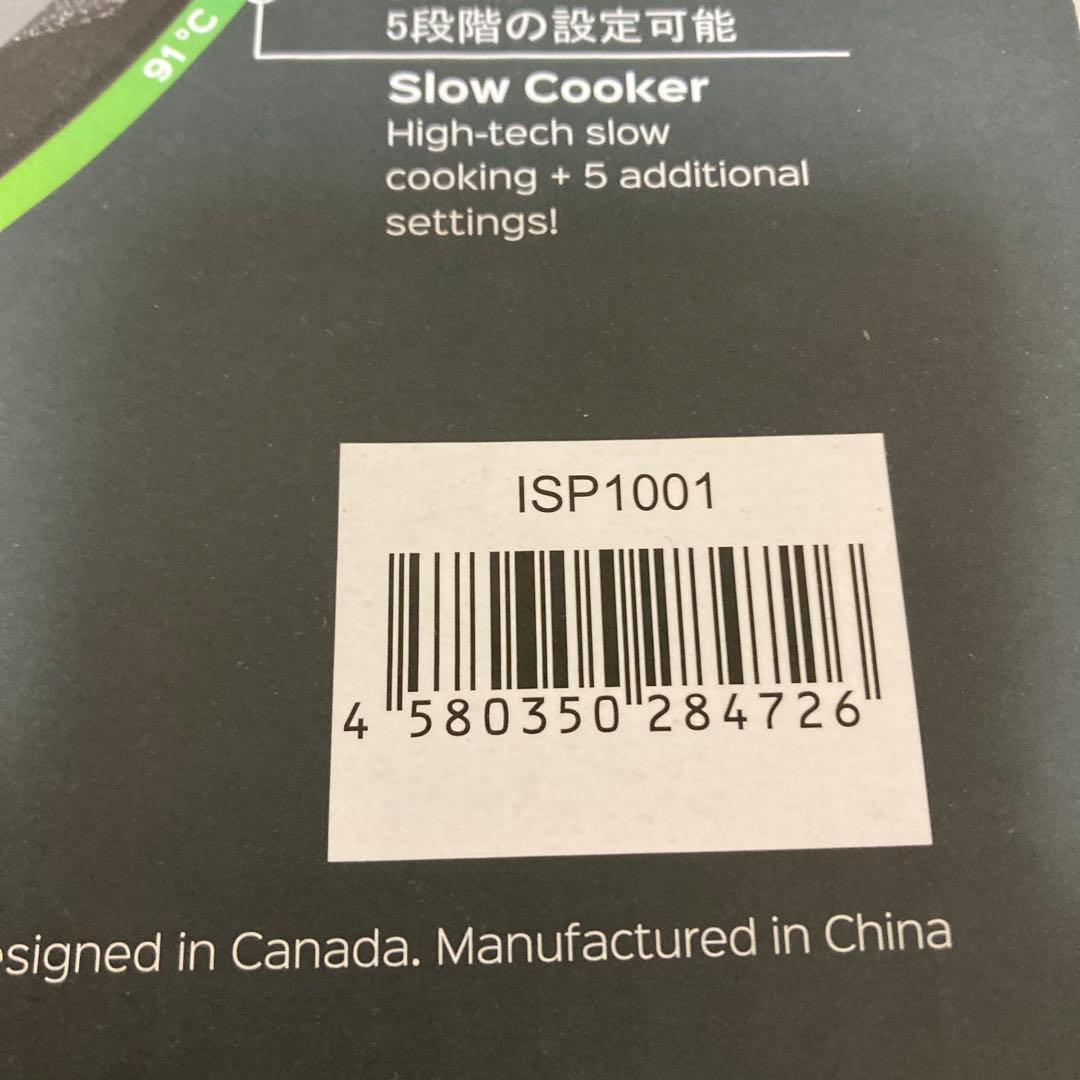 91°C
5段階の設定可能
Slow Cooker
High-tech slow
cooking + 5 additional
settings!
ISP1001
4 580350 284726
esigned in Canada. Manufactured in China